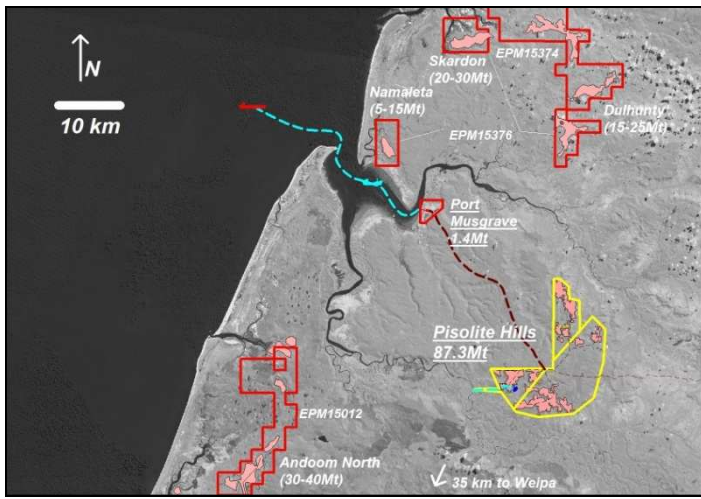 N
10 km
Skardon
(20-30Mt)
EPM15374
Namaleta
(5-15Mt)
Dulhunty
(15-25Mt)
EPM15376
Port
Musgrave
1.4Mt
Pisolite Hills
87.3Mt
EPM15012
Andoom North
(30-40Mt)
35 km to Weipa